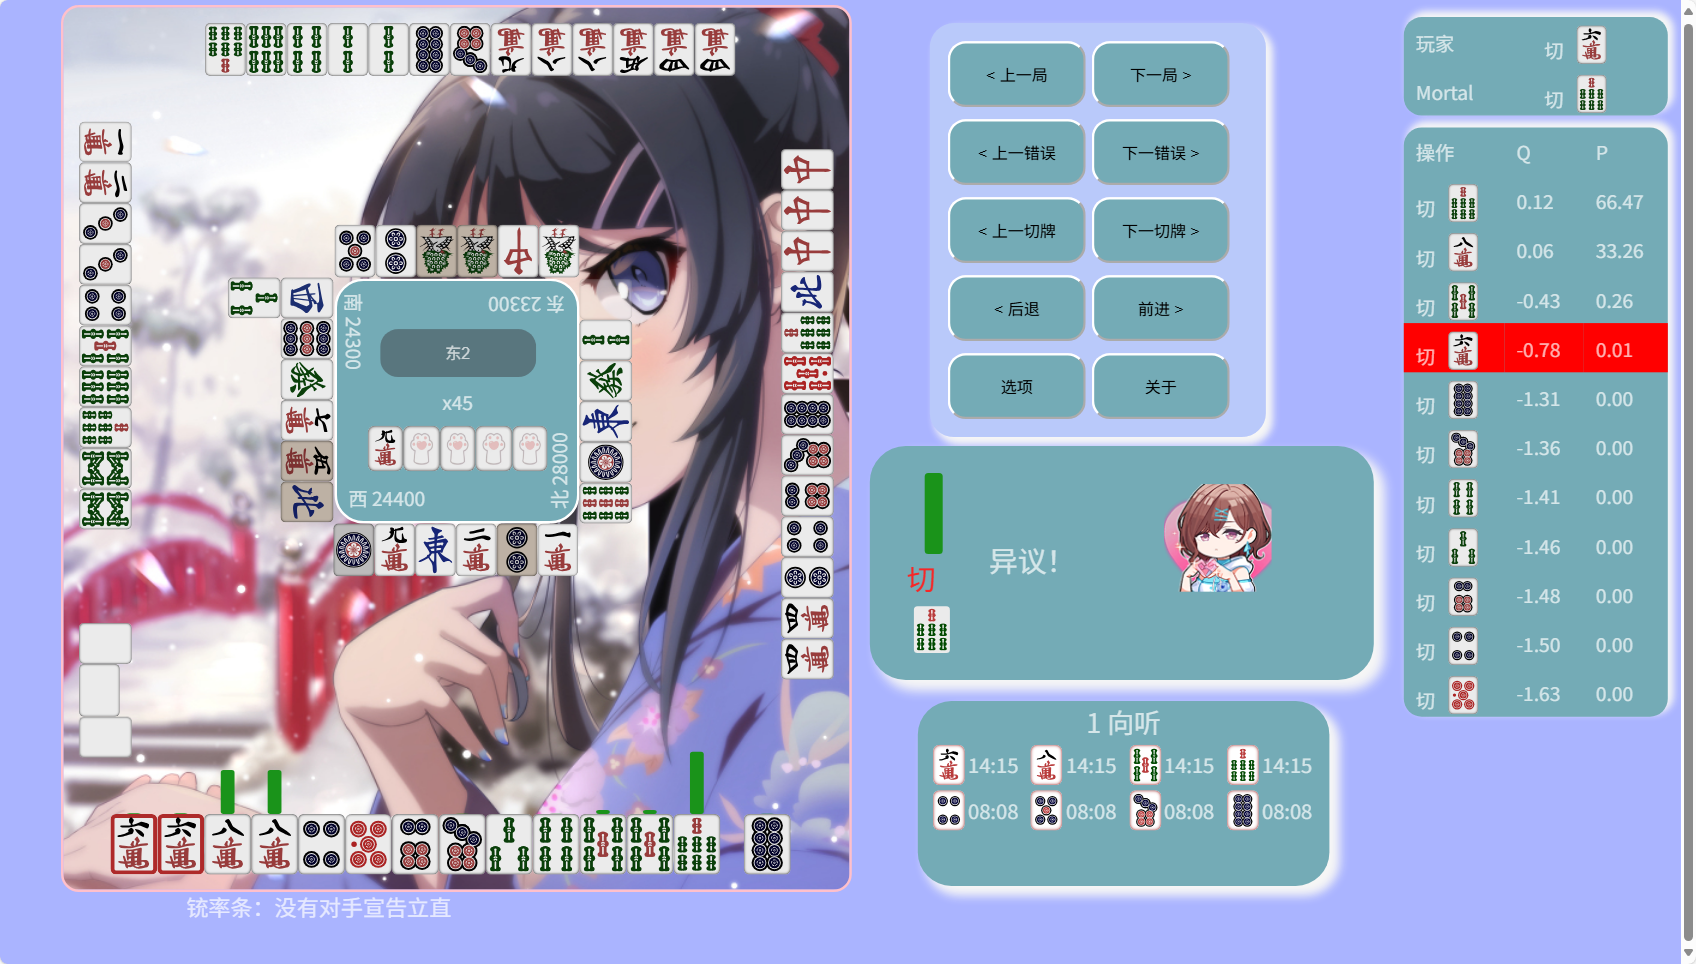 < 上一局
下一局 >
< 上一错误
下一错误 >
< 上一切牌
下一切牌 >
< 后退
前进 >
选项
关于
玩家
切
Mortal
切
操作 Q P
切 0.12 66.47
切 0.06 33.26
切 -0.43 0.26
切 -0.78 0.01
切 -1.31 0.00
切 -1.36 0.00
切 -1.41 0.00
切 -1.46 0.00
切 -1.48 0.00
切 -1.50 0.00
切 -1.63 0.00
东 23300
南 24300
东2
x45
北 28000
西 24400
切
异议!
1 向听
14:15 14:15 14:15 14:15
08:08 08:08 08:08 08:08
铳率条：没有对手宣告立直